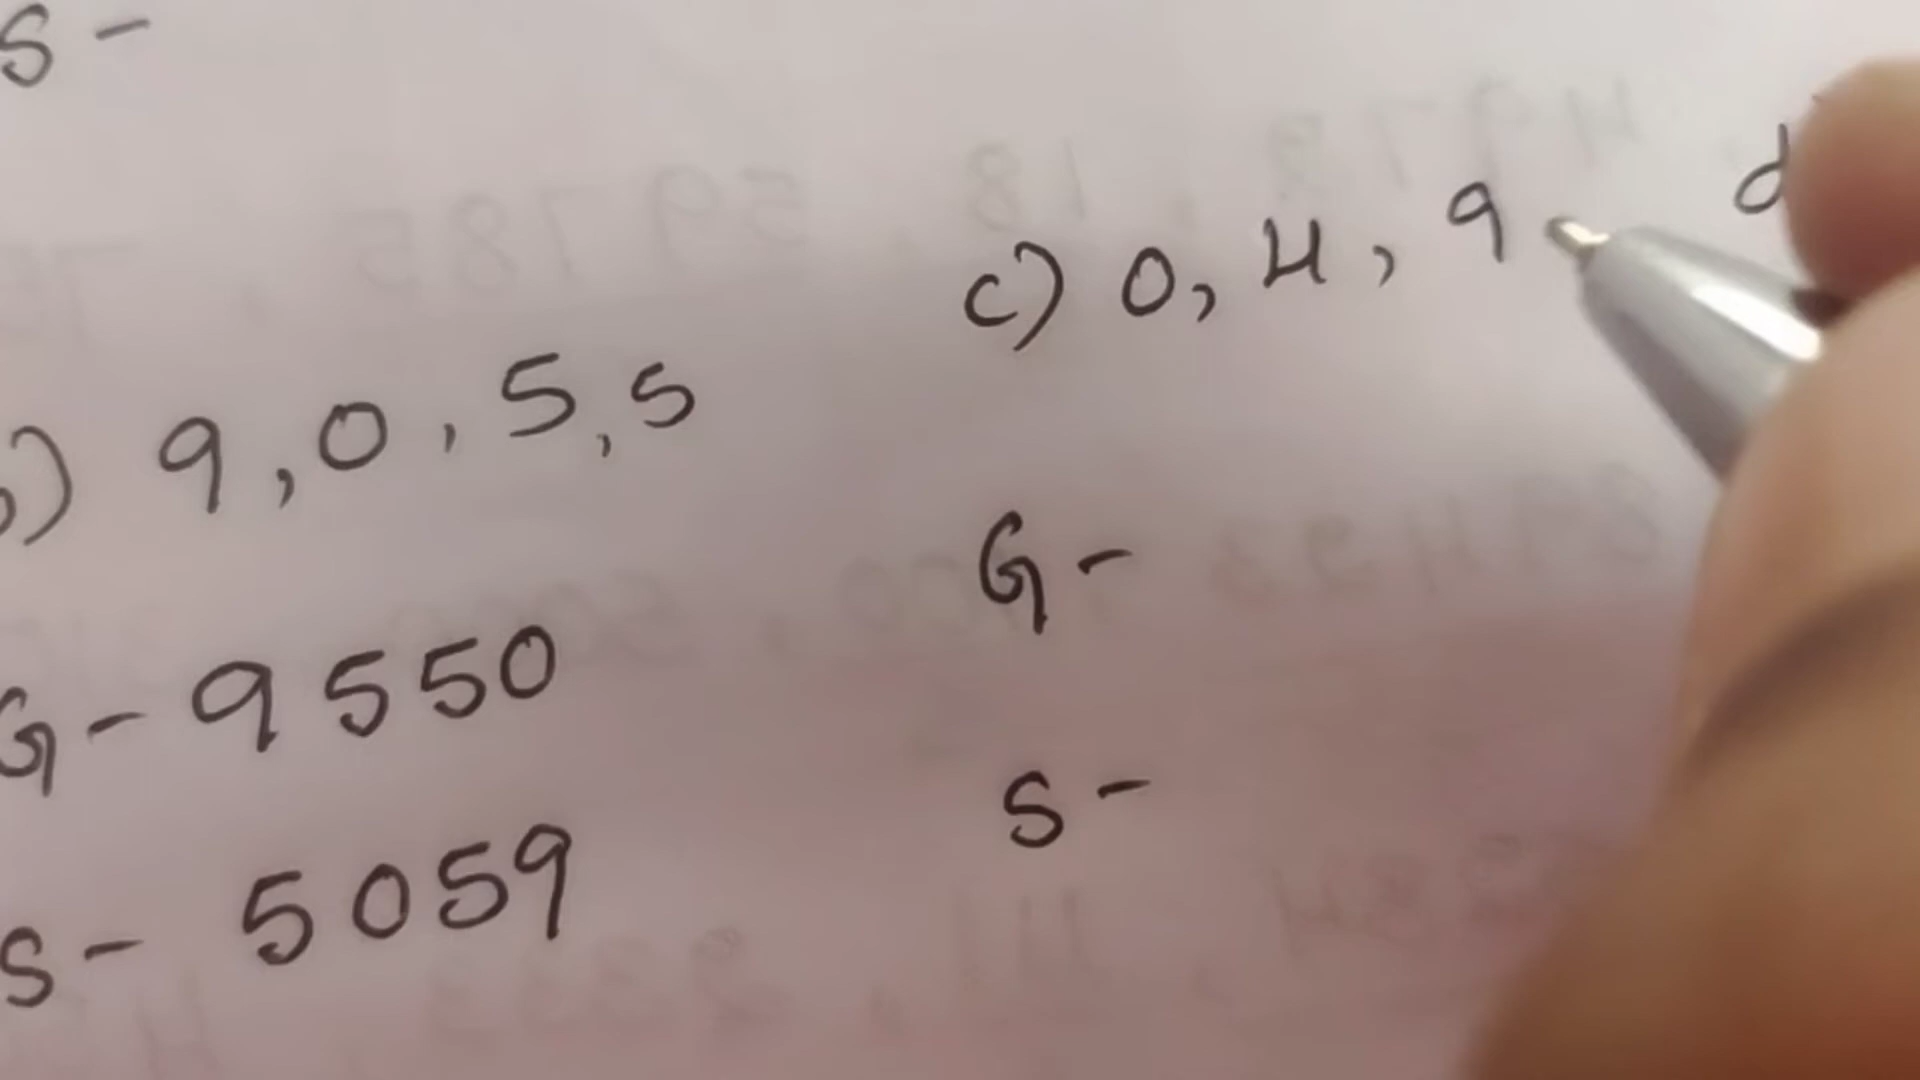 S -
b) 9, 0, 5, 5
G - 9550
S - 5059
c) 0, 4, 9
G -
S -
d